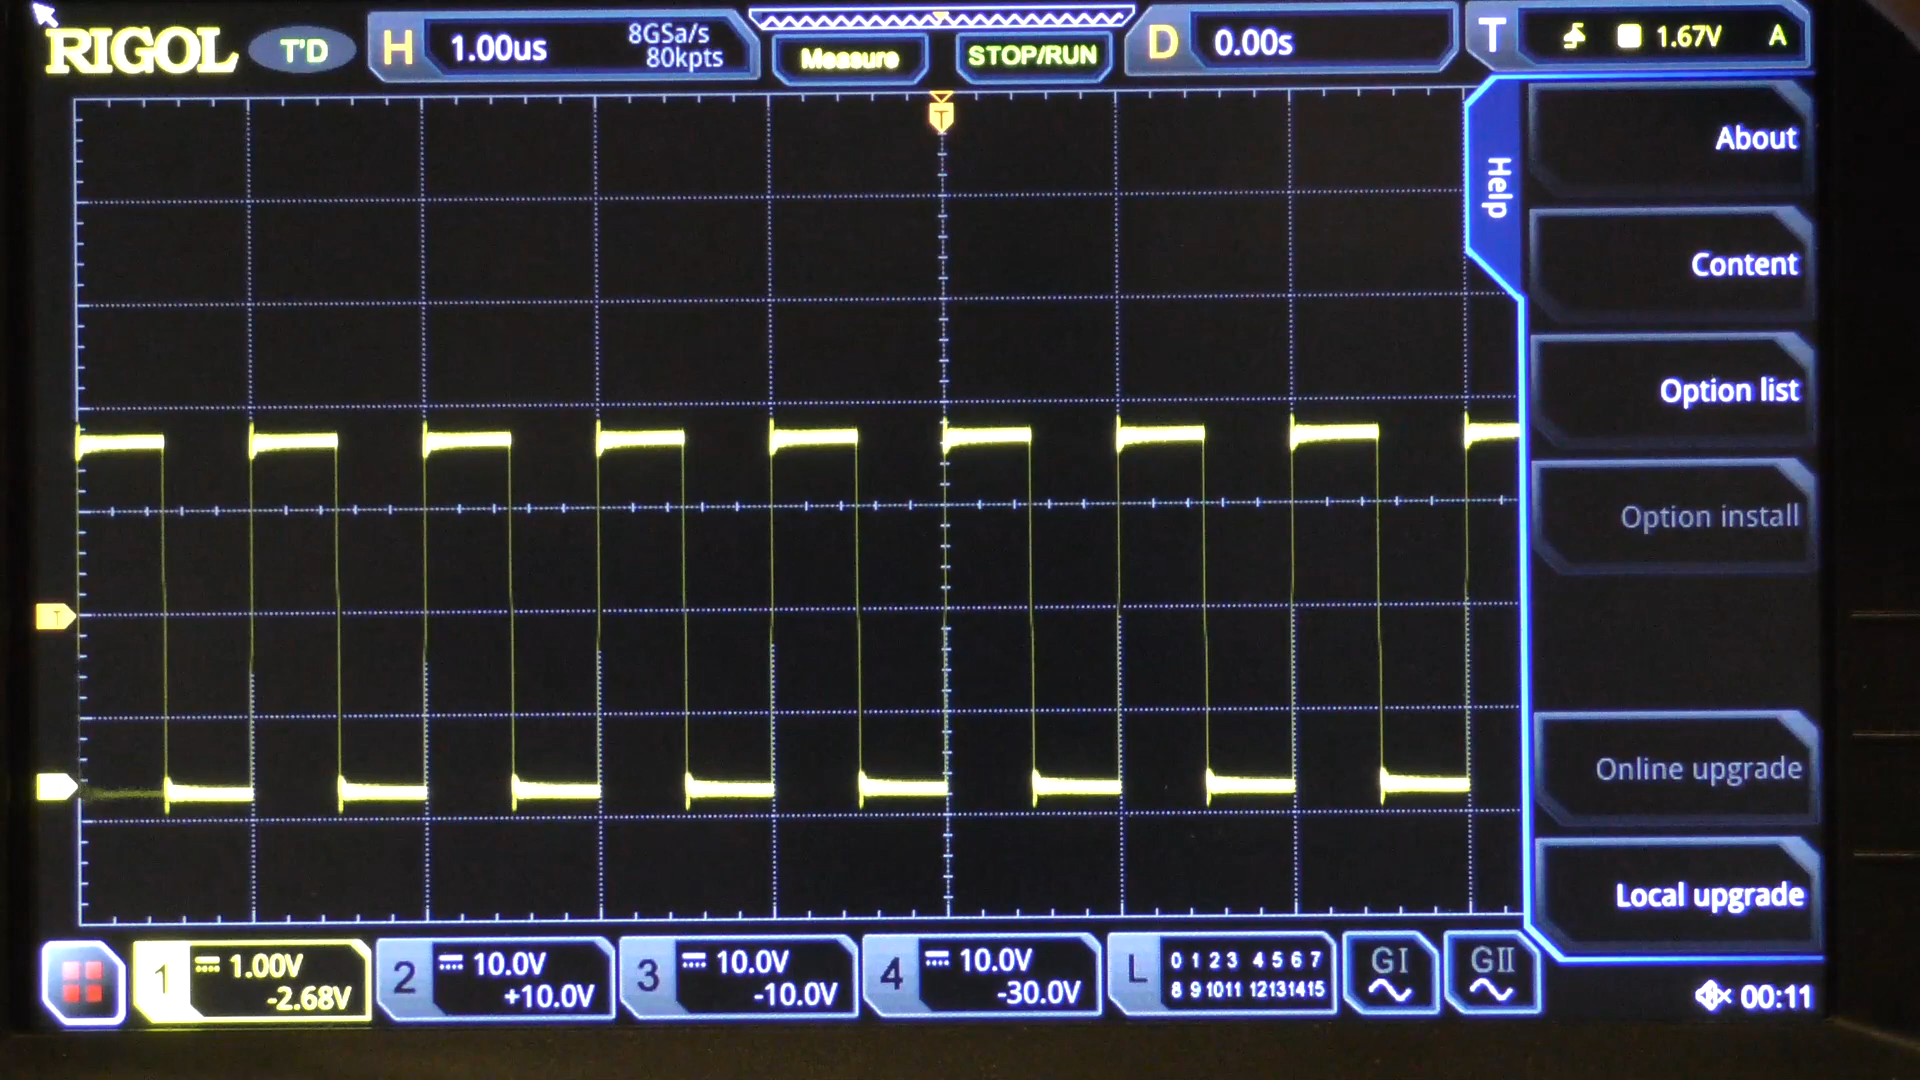 RIGOL T'D H 1.00us 8GSa/s 80kpts Measure STOP/RUN D 0.00s T 1.67V A
T
Help
About
Content
Option list
Option install
T
Online upgrade
Local upgrade
1 1.00V -2.68V
2 10.0V +10.0V
3 10.0V -10.0V
4 10.0V -30.0V
L 0 1 2 3 4 5 6 7
8 9 10 11 12 13 14 15
GI GII
00:11